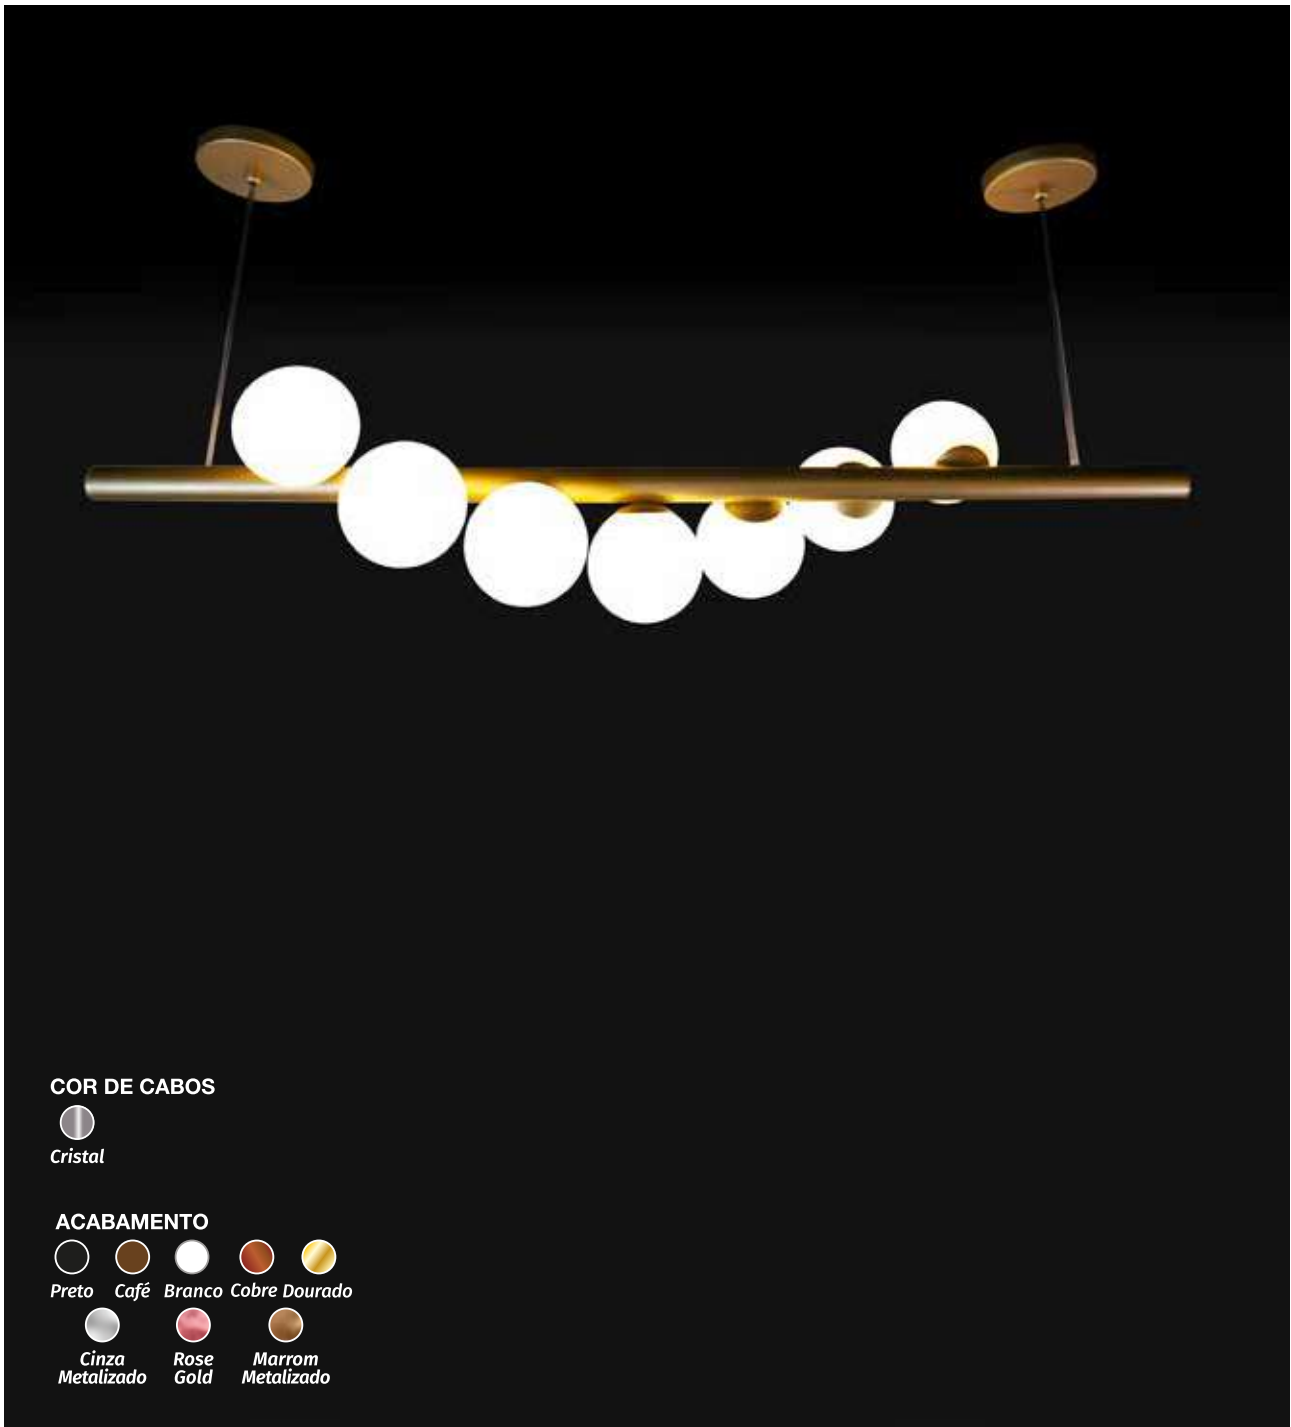 COR DE CABOS
Cristal
ACABAMENTO
Preto Café Branco Cobre Dourado
Cinza Metalizado
Rose Gold
Marrom Metalizado